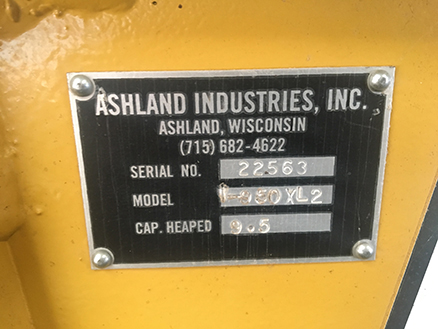 ASHLAND INDUSTRIES, INC.
ASHLAND, WISCONSIN
(715) 682-4622
SERIAL NO. 22563
MODEL
CAP. HEAPED 9.5